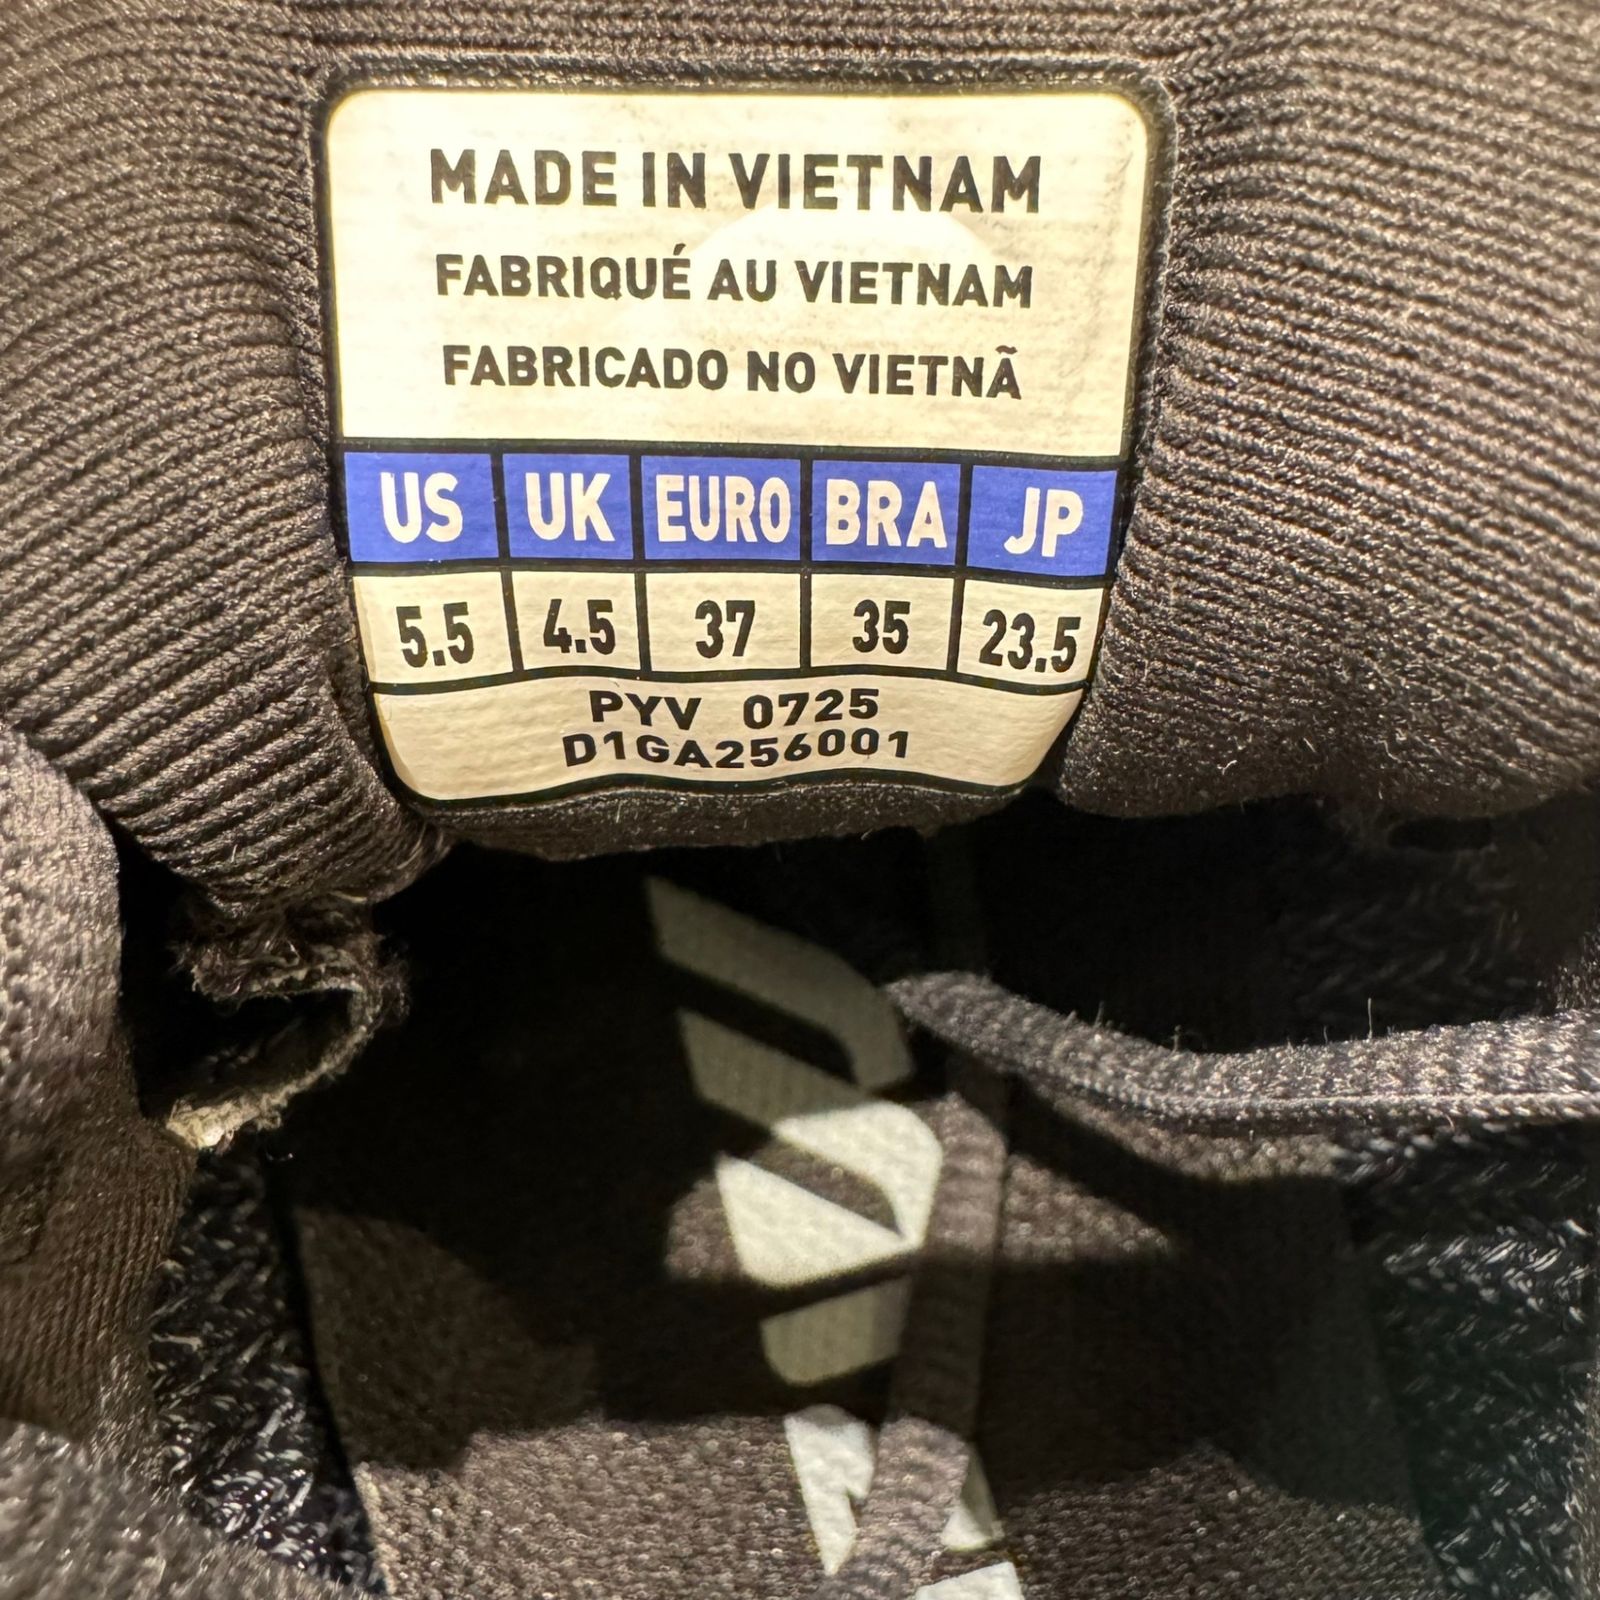 MADE IN VIETNAM
FABRIQUÉ AU VIETNAM
FABRICADO NO VIETNÃ
US UK EURO BRA JP
5.5 4.5 37 35 23.5
PYV 0725
D1GA256001